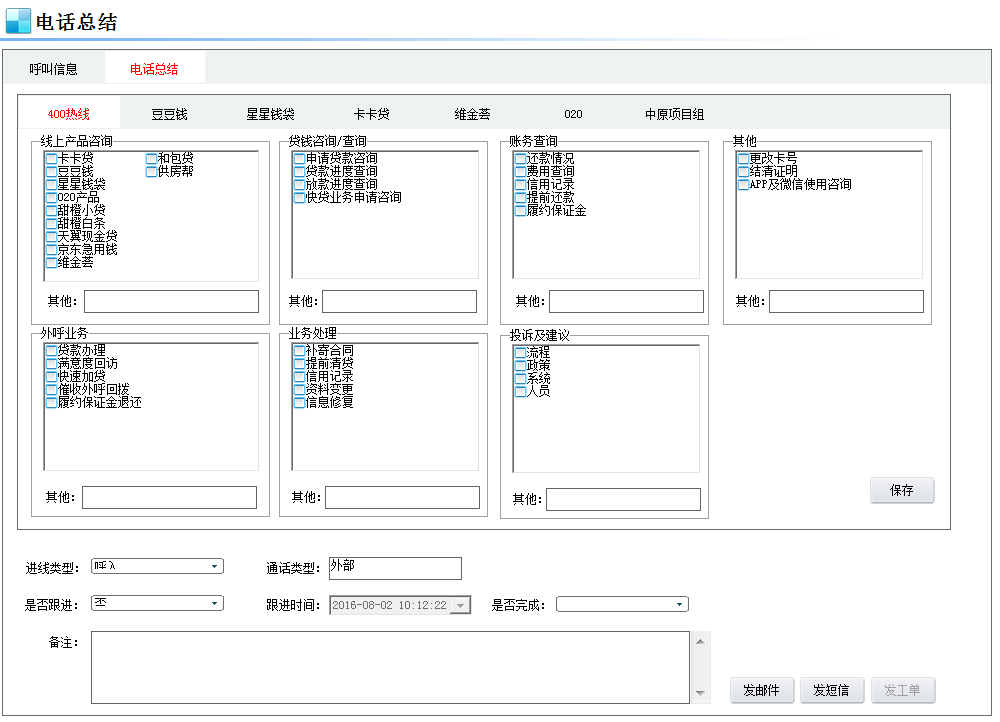 电话总结
呼叫信息 电话总结
400热线 豆豆钱 星星钱袋 卡卡贷 维金荟 020 中原项目组
线上产品咨询
卡卡贷 和包贷
豆豆钱 供房帮
星星钱袋
020产品
甜橙小贷
甜橙白条
天翼现金贷
京东急用钱
维金荟
其他：
贷钱咨询/查询
申请贷款咨询
贷款进度查询
放款进度查询
快贷业务申请咨询
其他：
账务查询
还款情况
费用查询
信用记录
提前还款
履约保证金
其他：
其他
更改卡号
结清证明
APP及微信使用咨询
其他：
外呼业务
贷款办理
满意度回访
快速加贷
催收外呼回拨
履约保证金退还
其他：
业务处理
补寄合同
提前清贷
信用记录
资料变更
信息修复
其他：
投诉及建议
流程
政策
系统
人员
其他：
保存
进线类型： 呼入 通话类型： 外部
是否跟进： 否 跟进时间： 2016-08-02 10:12:22 是否完成：
备注：
发邮件 发短信 发工单